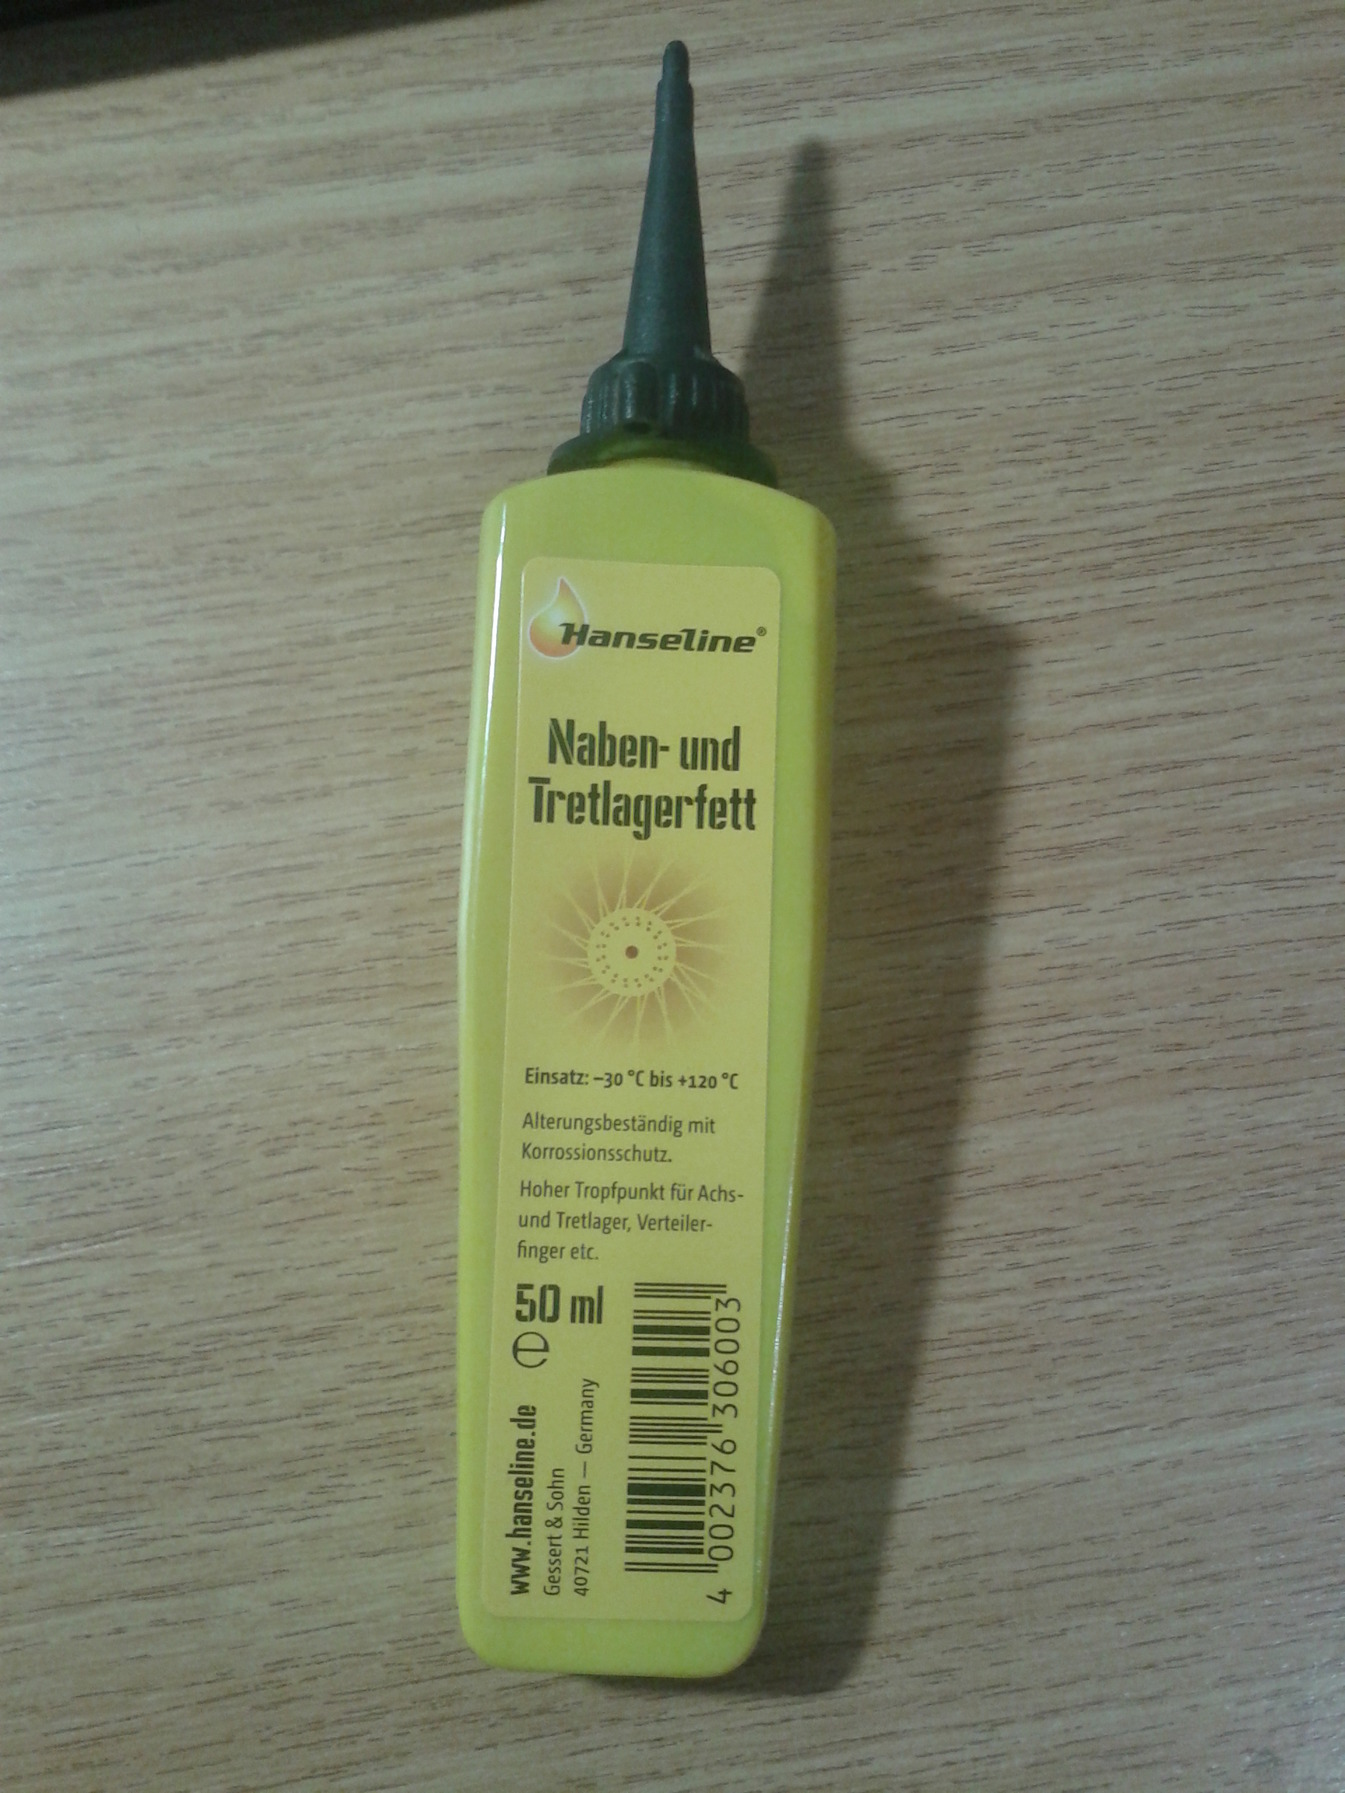 Hanseline®
Naben- und
Tretlagerfett
Einsatz: –30 °C bis +120 °C
Alterungsbeständig mit
Korrossionsschutz.
Hoher Tropfpunkt für Achs-
und Tretlager, Verteiler-
finger etc.
50 ml
www.hanseline.de
Gessert & Sohn
40721 Hilden — Germany
4 002376 306003